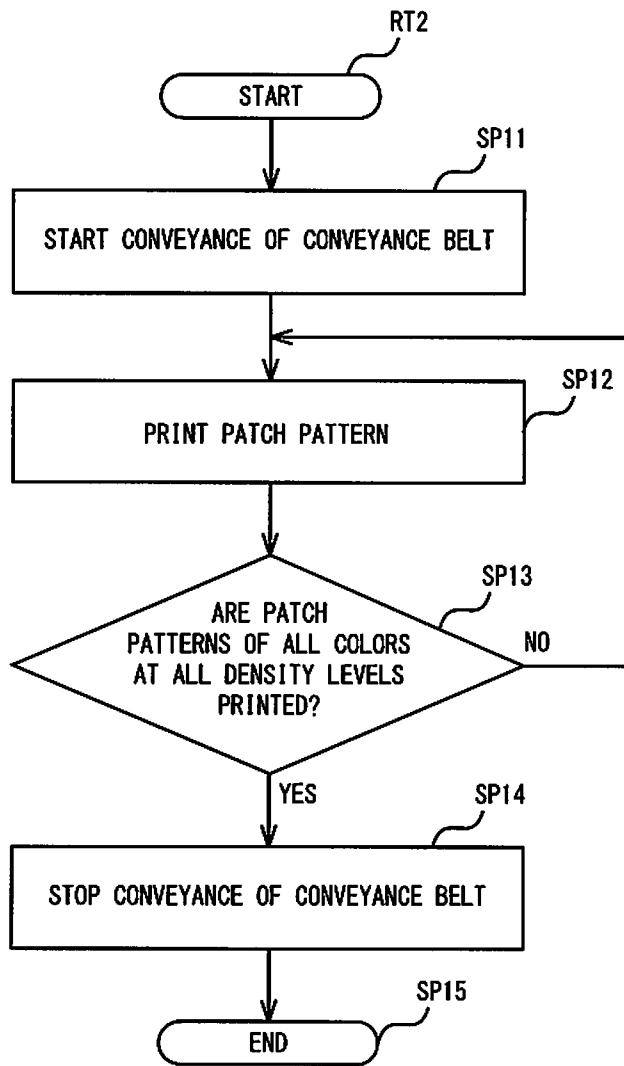 RT2
START
SP11
START CONVEYANCE OF CONVEYANCE BELT
SP12
PRINT PATCH PATTERN
SP13
ARE PATCH
PATTERNS OF ALL COLORS
AT ALL DENSITY LEVELS
PRINTED?
NO
YES
SP14
STOP CONVEYANCE OF CONVEYANCE BELT
SP15
END